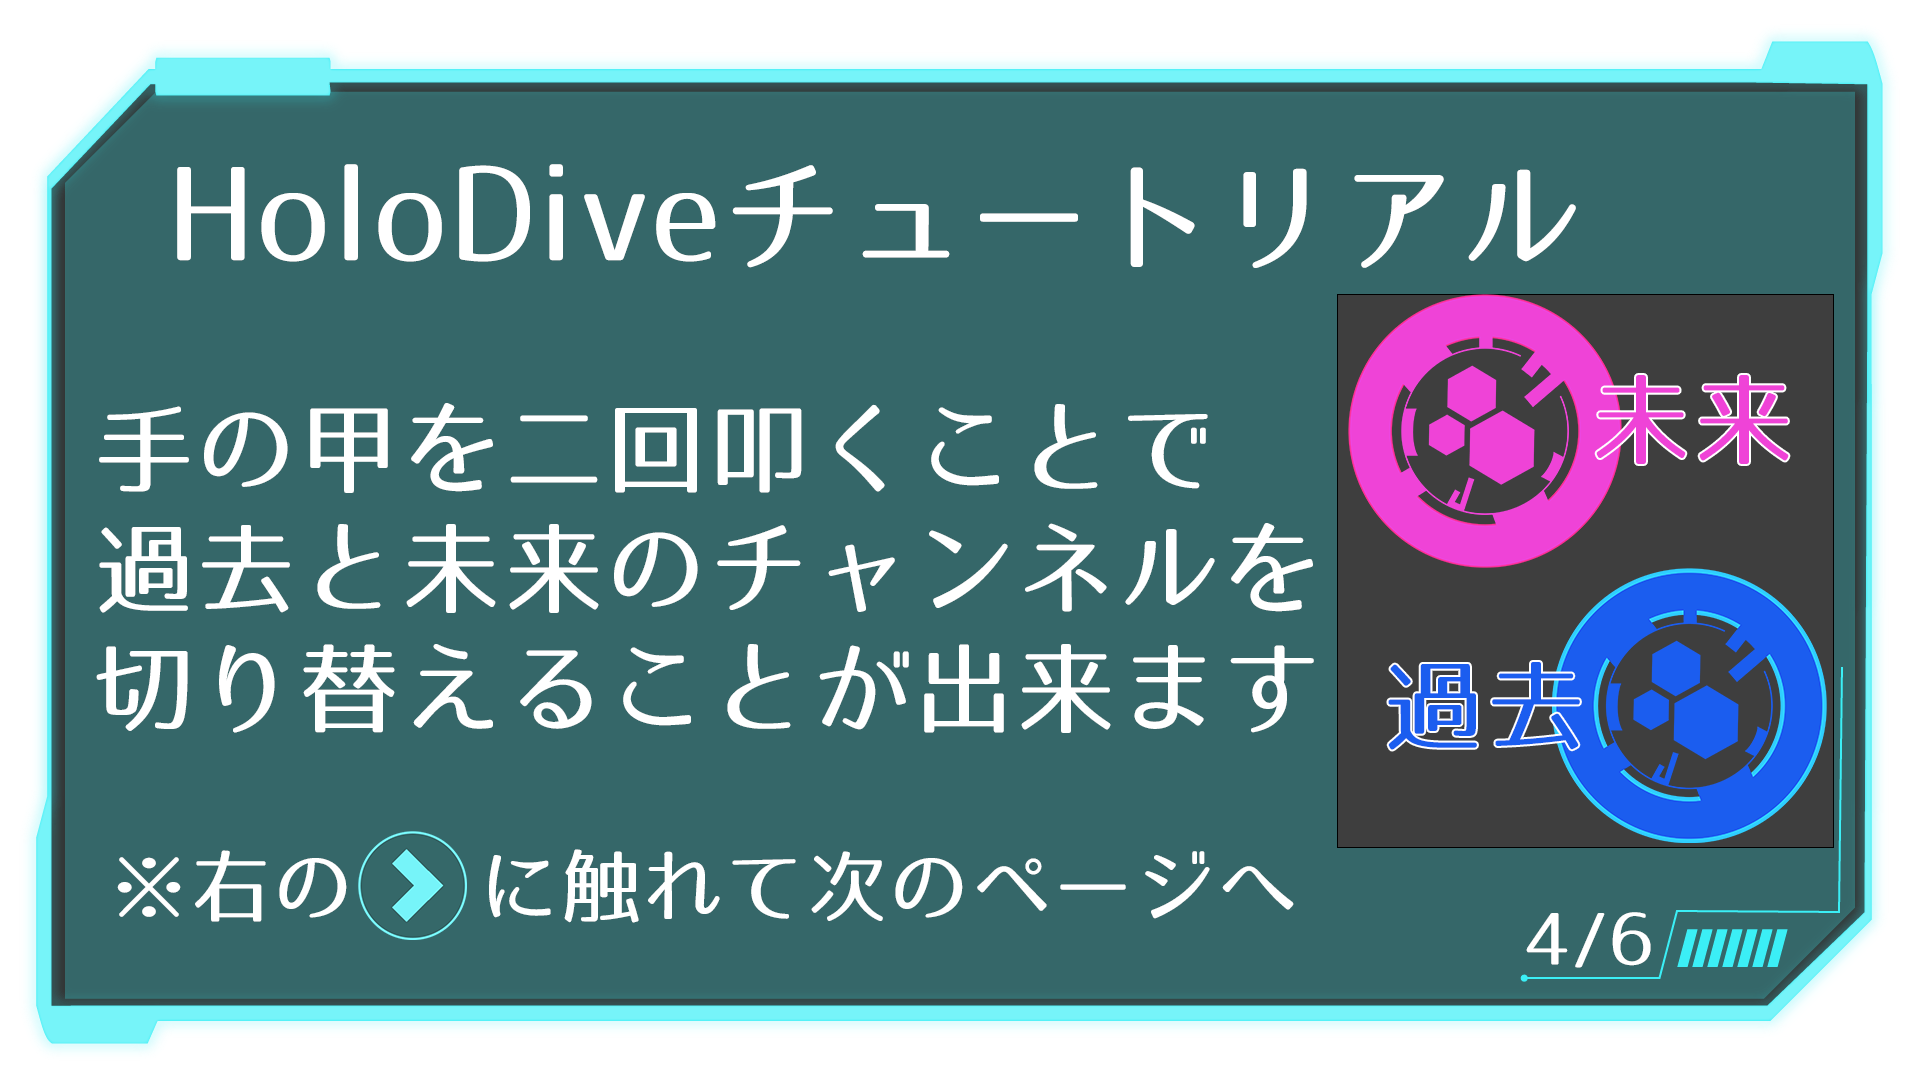 HoloDiveチュートリアル
手の甲を二回叩くことで
過去と未来のチャンネルを
切り替えることが出来ます
未来
過去
※右の に触れて次のページへ
4/6